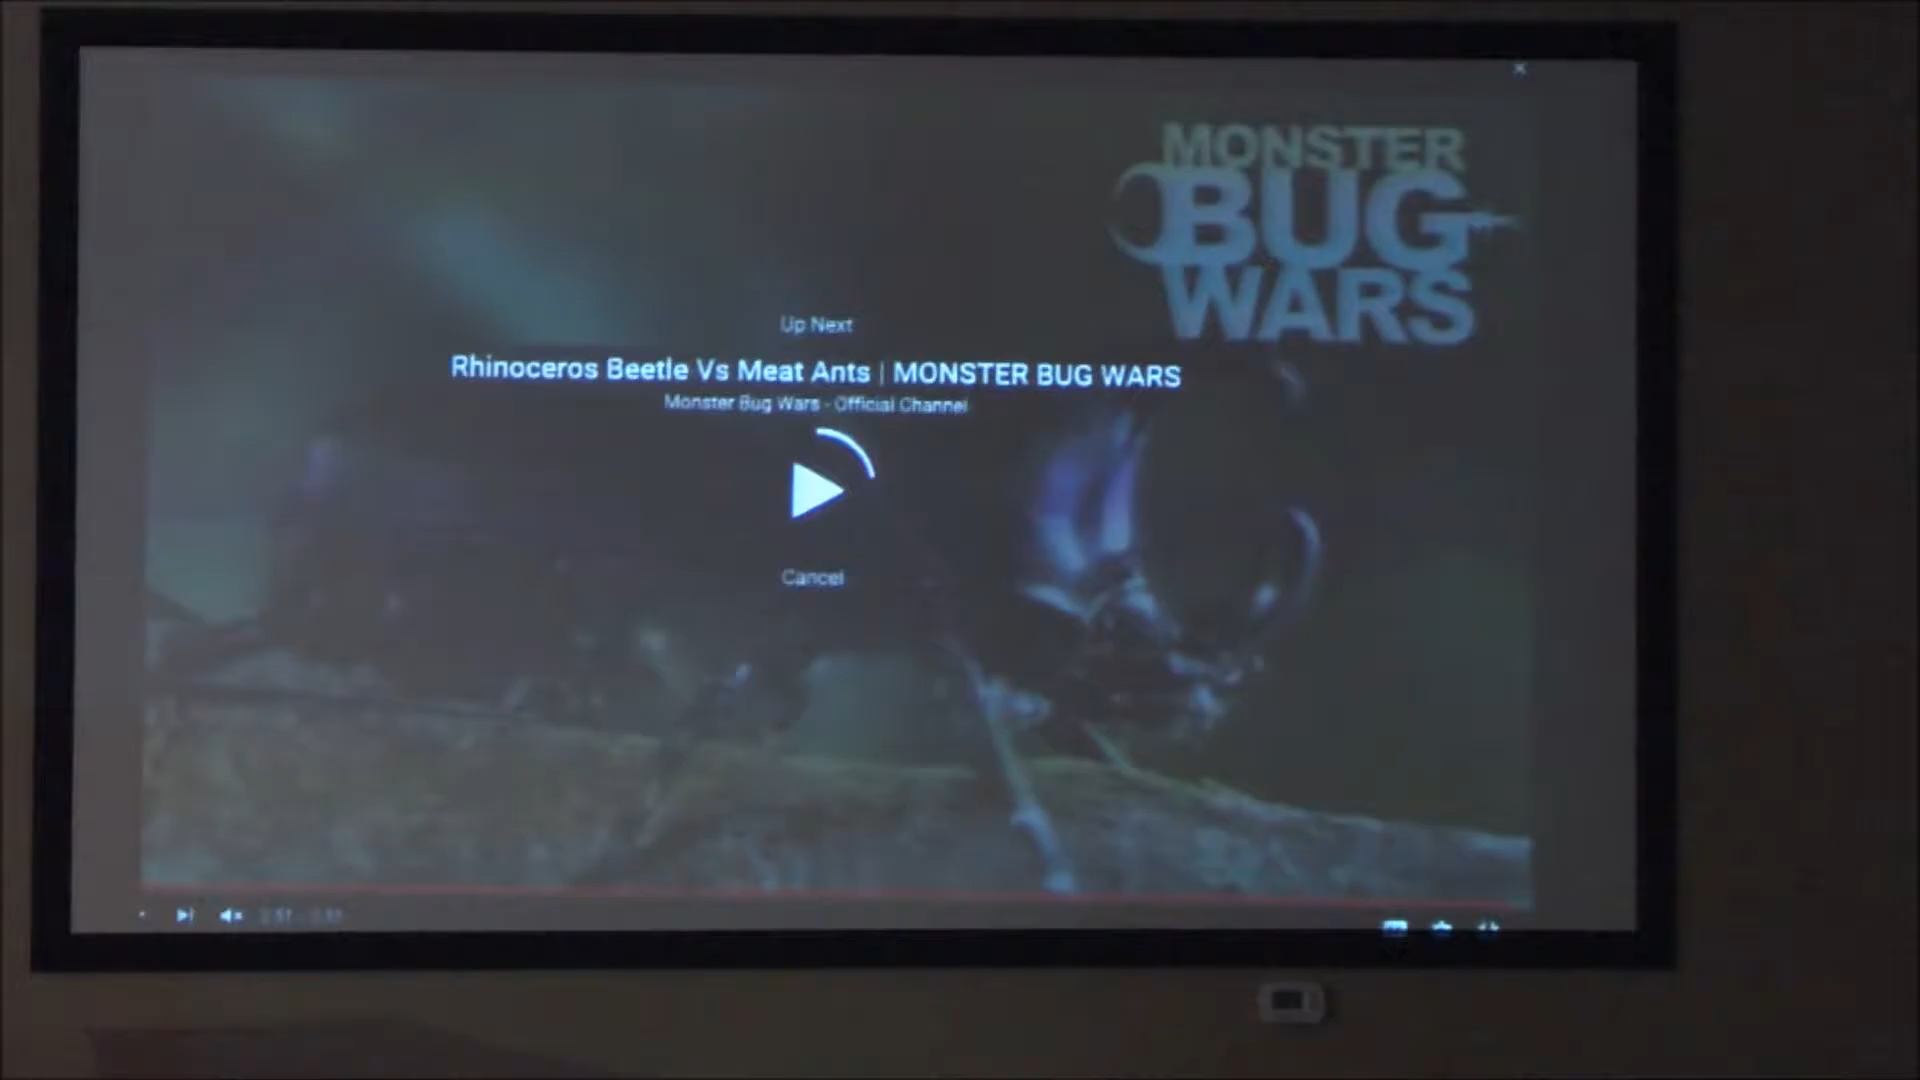 MONSTER
BUG
WARS
Up Next
Rhinoceros Beetle Vs Meat Ants | MONSTER BUG WARS
Monster Bug Wars - Official Channel
Cancel